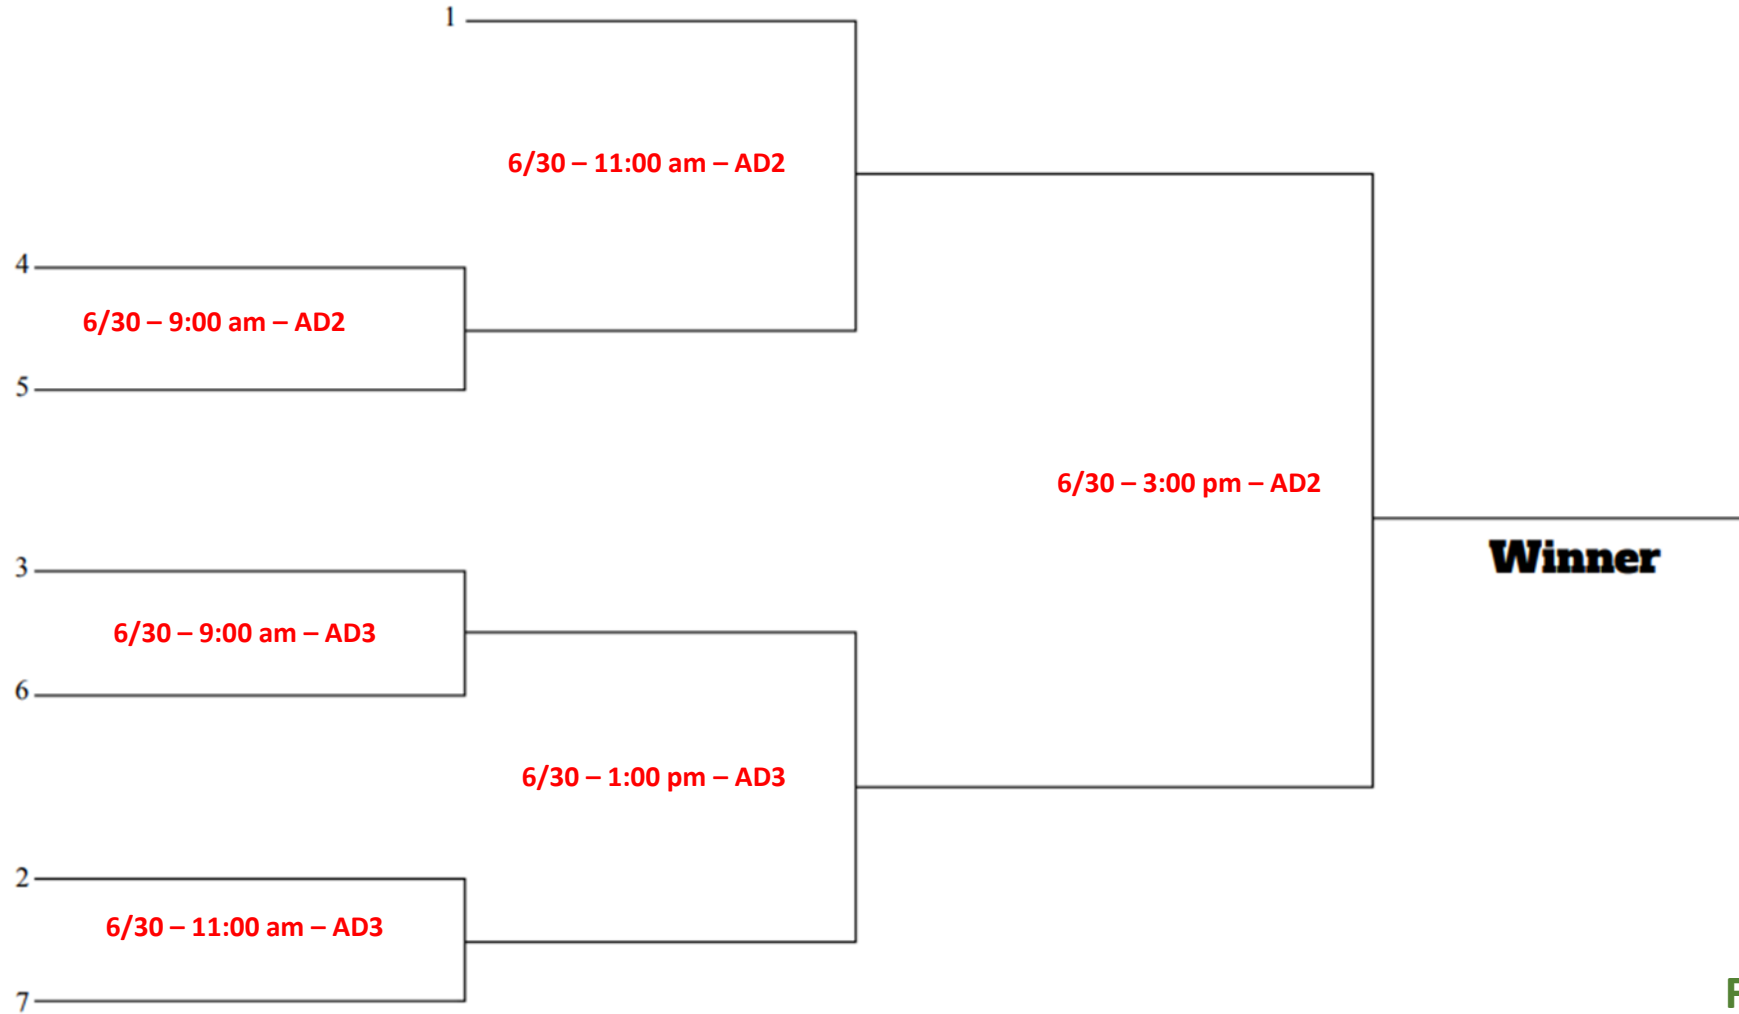 1
6/30 – 11:00 am – AD2
4
6/30 – 9:00 am – AD2
5
6/30 – 3:00 pm – AD2
Winner
3
6/30 – 9:00 am – AD3
6
6/30 – 1:00 pm – AD3
2
6/30 – 11:00 am – AD3
7